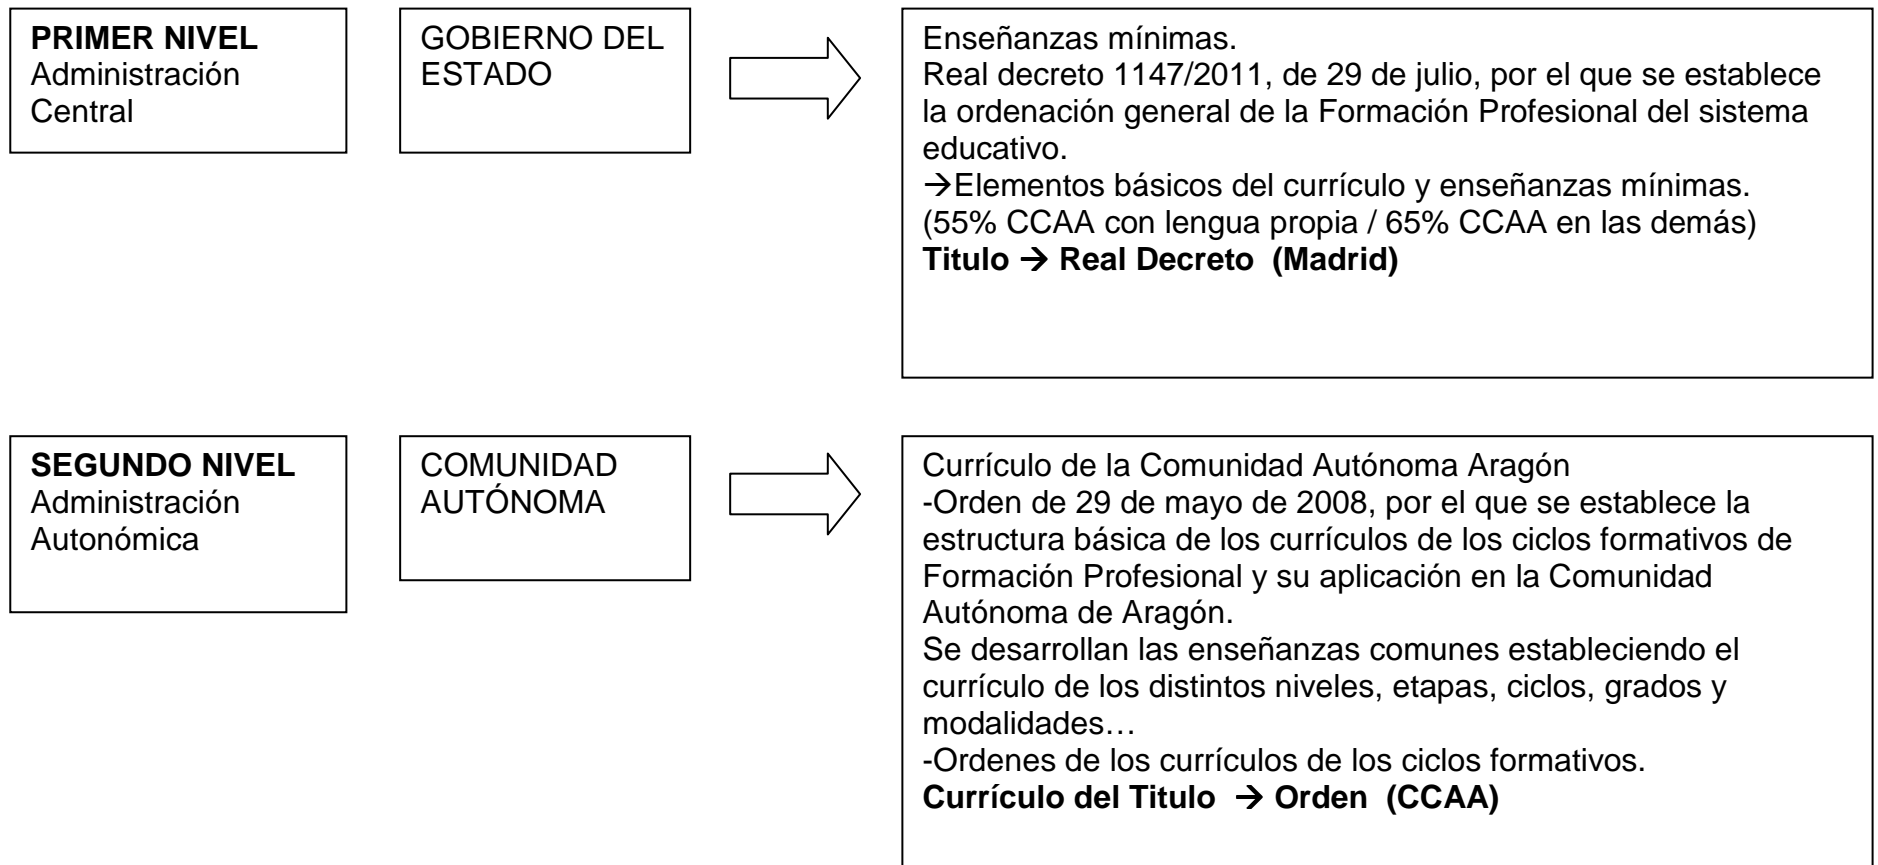 PRIMER NIVEL
Administración
Central
GOBIERNO DEL
ESTADO
Enseñanzas mínimas.
Real decreto 1147/2011, de 29 de julio, por el que se establece
la ordenación general de la Formación Profesional del sistema
educativo.
→Elementos básicos del currículo y enseñanzas mínimas.
(55% CCAA con lengua propia / 65% CCAA en las demás)
Titulo → Real Decreto (Madrid)
SEGUNDO NIVEL
Administración
Autonómica
COMUNIDAD
AUTÓNOMA
Currículo de la Comunidad Autónoma Aragón
-Orden de 29 de mayo de 2008, por el que se establece la
estructura básica de los currículos de los ciclos formativos de
Formación Profesional y su aplicación en la Comunidad
Autónoma de Aragón.
Se desarrollan las enseñanzas comunes estableciendo el
currículo de los distintos niveles, etapas, ciclos, grados y
modalidades…
-Ordenes de los currículos de los ciclos formativos.
Currículo del Titulo → Orden (CCAA)